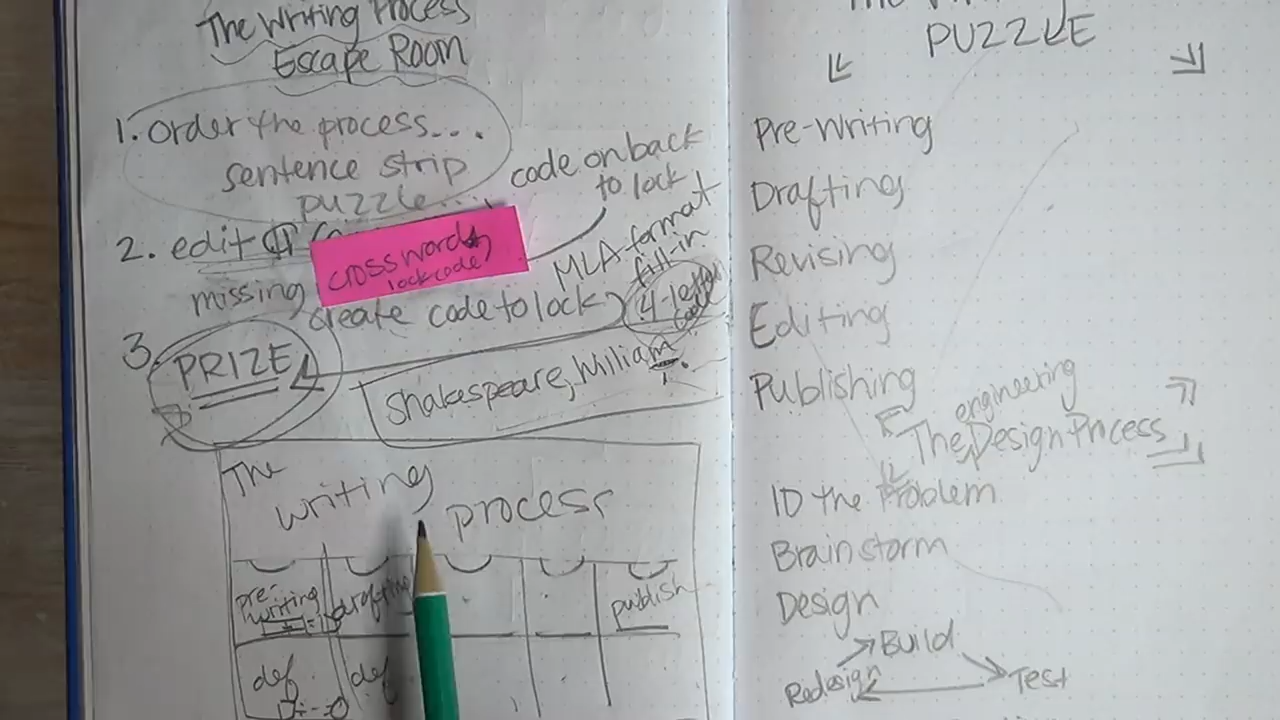 The Writing Process
Escape Room
1. order the process....
sentence strip
puzzle...
code on back
to lock
2. edit
crosswords
lock code
missing
MLA-format
fill-in
create code to lock
4-letter
code
3. PRIZE
Shakespeare, William.
The
writing
process
pre-
writing
drafting
publish
def
def
PUZZLE
Pre-Writing
Drafting
Revising
Editing
Publishing
engineering
The Design Process
ID the Problem
Brainstorm
Design
Build
Redesign
Test